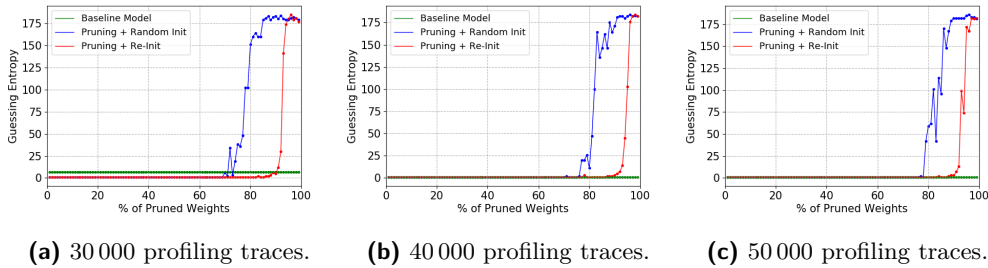 Baseline Model
Pruning + Random Init
Pruning + Re-Init
Guessing Entropy
175
150
125
100
75
50
25
0
0 20 40 60 80 100
% of Pruned Weights
(a) 30 000 profiling traces.
Baseline Model
Pruning + Random Init
Pruning + Re-Init
Guessing Entropy
175
150
125
100
75
50
25
0
0 20 40 60 80 100
% of Pruned Weights
(b) 40 000 profiling traces.
Baseline Model
Pruning + Random Init
Pruning + Re-Init
Guessing Entropy
175
150
125
100
75
50
25
0
0 20 40 60 80 100
% of Pruned Weights
(c) 50 000 profiling traces.